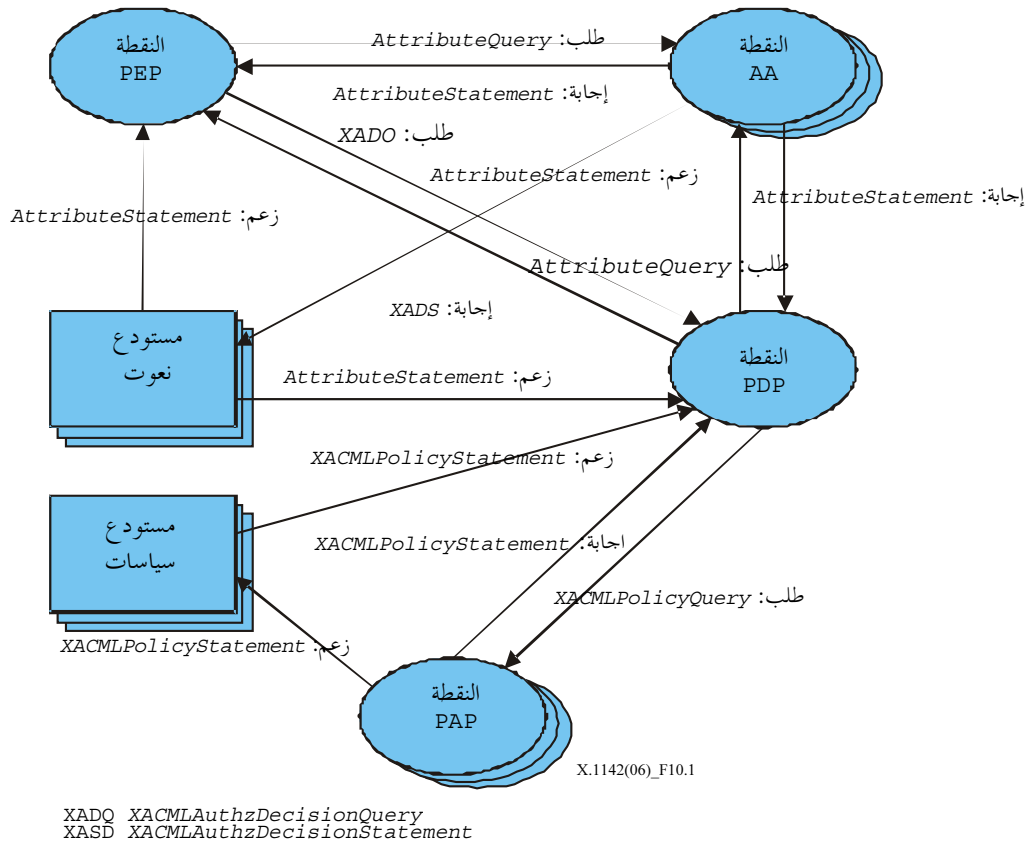 النقطة
PEP
طلب: AttributeQuery
النقطة
AA
إجابة: AttributeStatement
طلب: XADO
زعم: AttributeStatement
إجابة: AttributeStatement
زعم: AttributeStatement
طلب: AttributeQuery
إجابة: XADS
مستودع
نعوت
النقطة
PDP
زعم: AttributeStatement
زعم: XACMLPolicyStatement
مستودع
سياسات
اجابة: XACMLPolicyStatement
طلب: XACMLPolicyQuery
زعم: XACMLPolicyStatement
النقطة
PAP
X.1142(06)_F10.1
XADQ XACMLAuthzDecisionQuery
XASD XACMLAuthzDecisionStatement